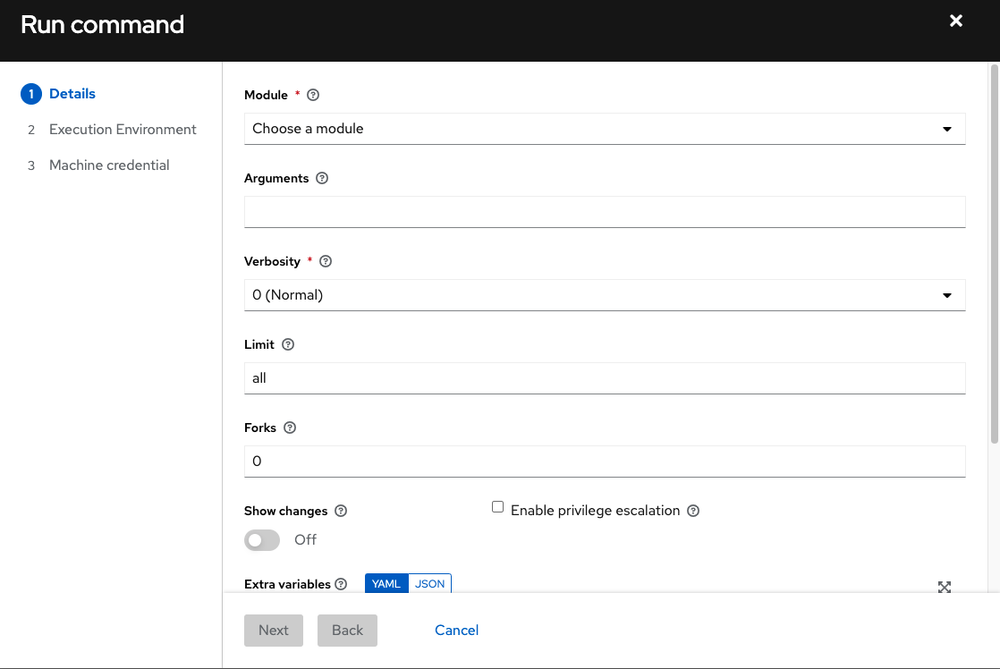 Run command
1 Details
2 Execution Environment
3 Machine credential
Module *
Choose a module
Arguments
Verbosity *
0 (Normal)
Limit
all
Forks
0
Show changes
Enable privilege escalation
Off
Extra variables YAML JSON
Next Back Cancel